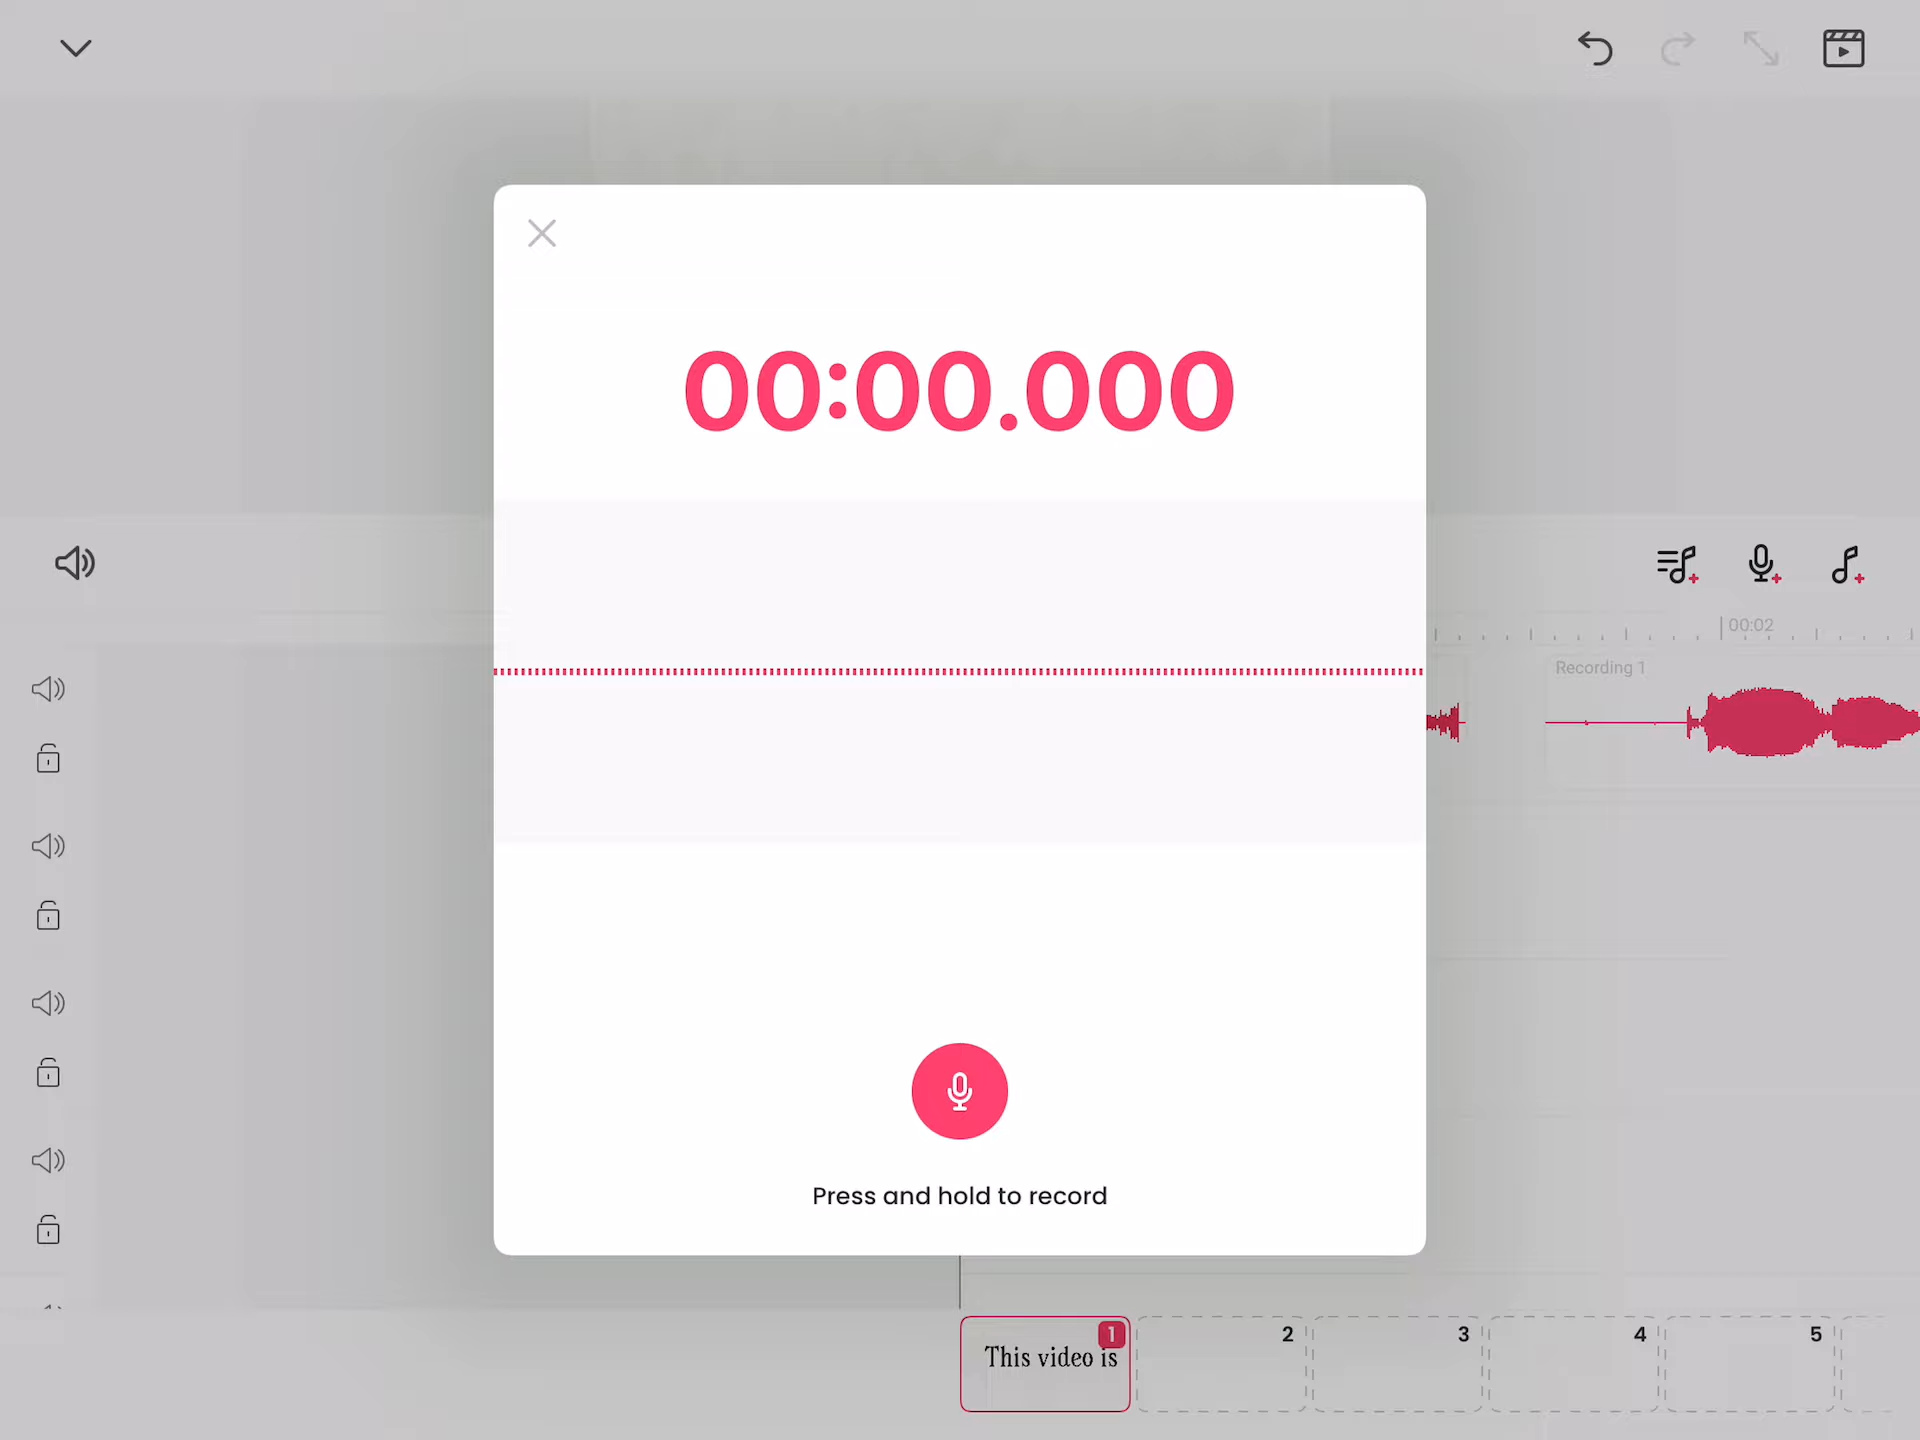 00:00.000
00:02
Recording 1
Press and hold to record
1
This video is
2
3
4
5